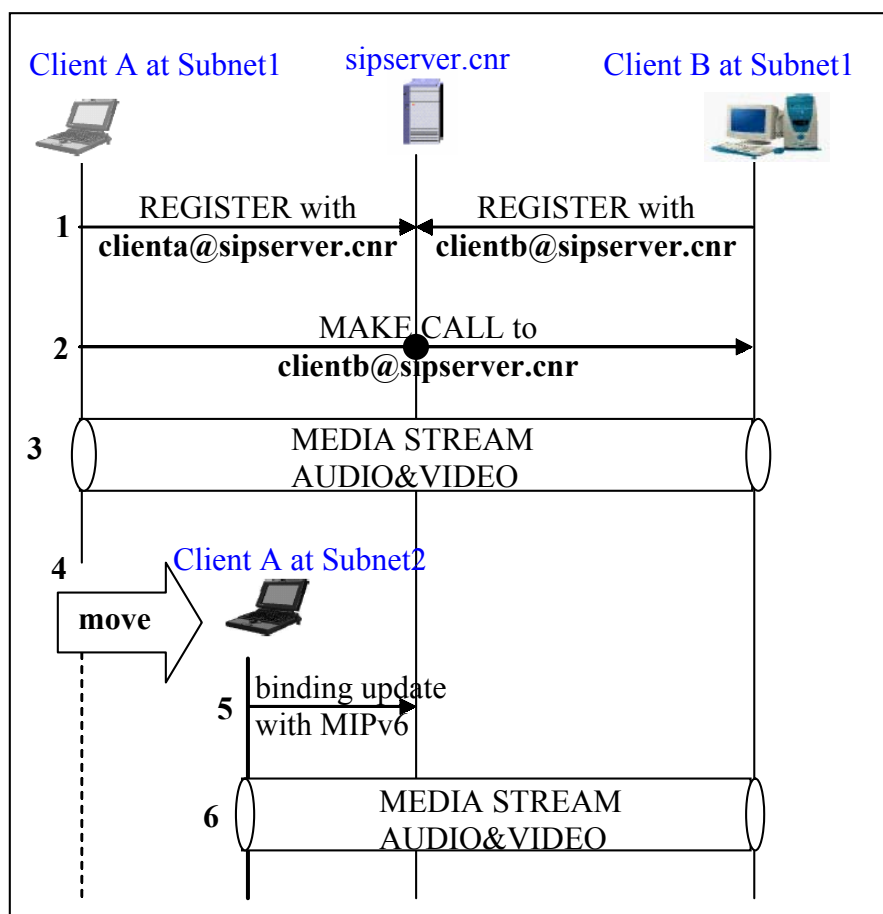 Client A at Subnet1
sipserver.cnr
Client B at Subnet1
1
REGISTER with
clienta@sipserver.cnr
REGISTER with
clientb@sipserver.cnr
2
MAKE CALL to
clientb@sipserver.cnr
3
MEDIA STREAM
AUDIO&VIDEO
4
Client A at Subnet2
move
5
binding update
with MIPv6
6
MEDIA STREAM
AUDIO&VIDEO